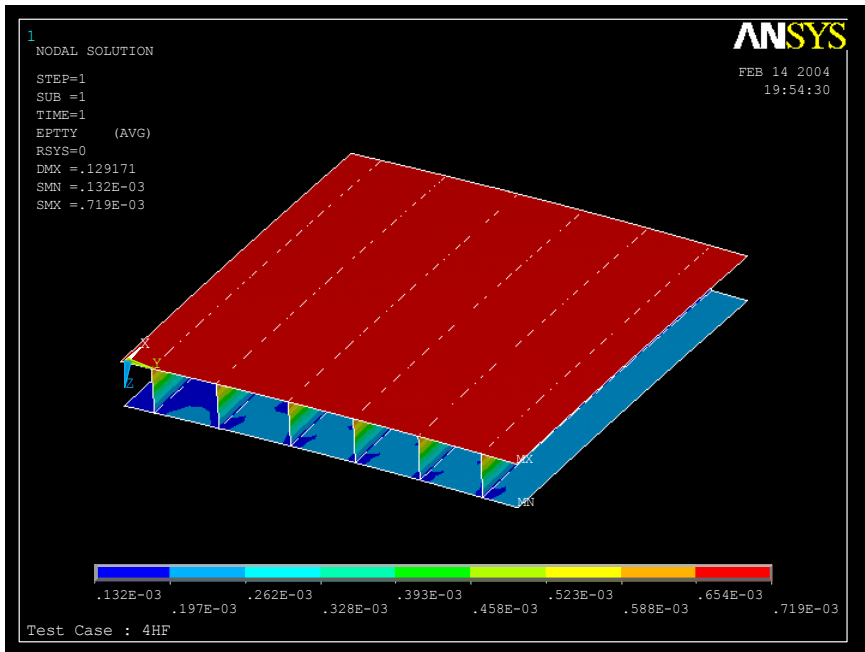 1
ANSYS
NODAL SOLUTION
FEB 14 2004
19:54:30
STEP=1
SUB =1
TIME=1
EPTTY (AVG)
RSYS=0
DMX =.129171
SMN =.132E-03
SMX =.719E-03
X
Y
Z
MX
MN
.132E-03 .262E-03 .393E-03 .523E-03 .654E-03
.197E-03 .328E-03 .458E-03 .588E-03 .719E-03
Test Case : 4HF